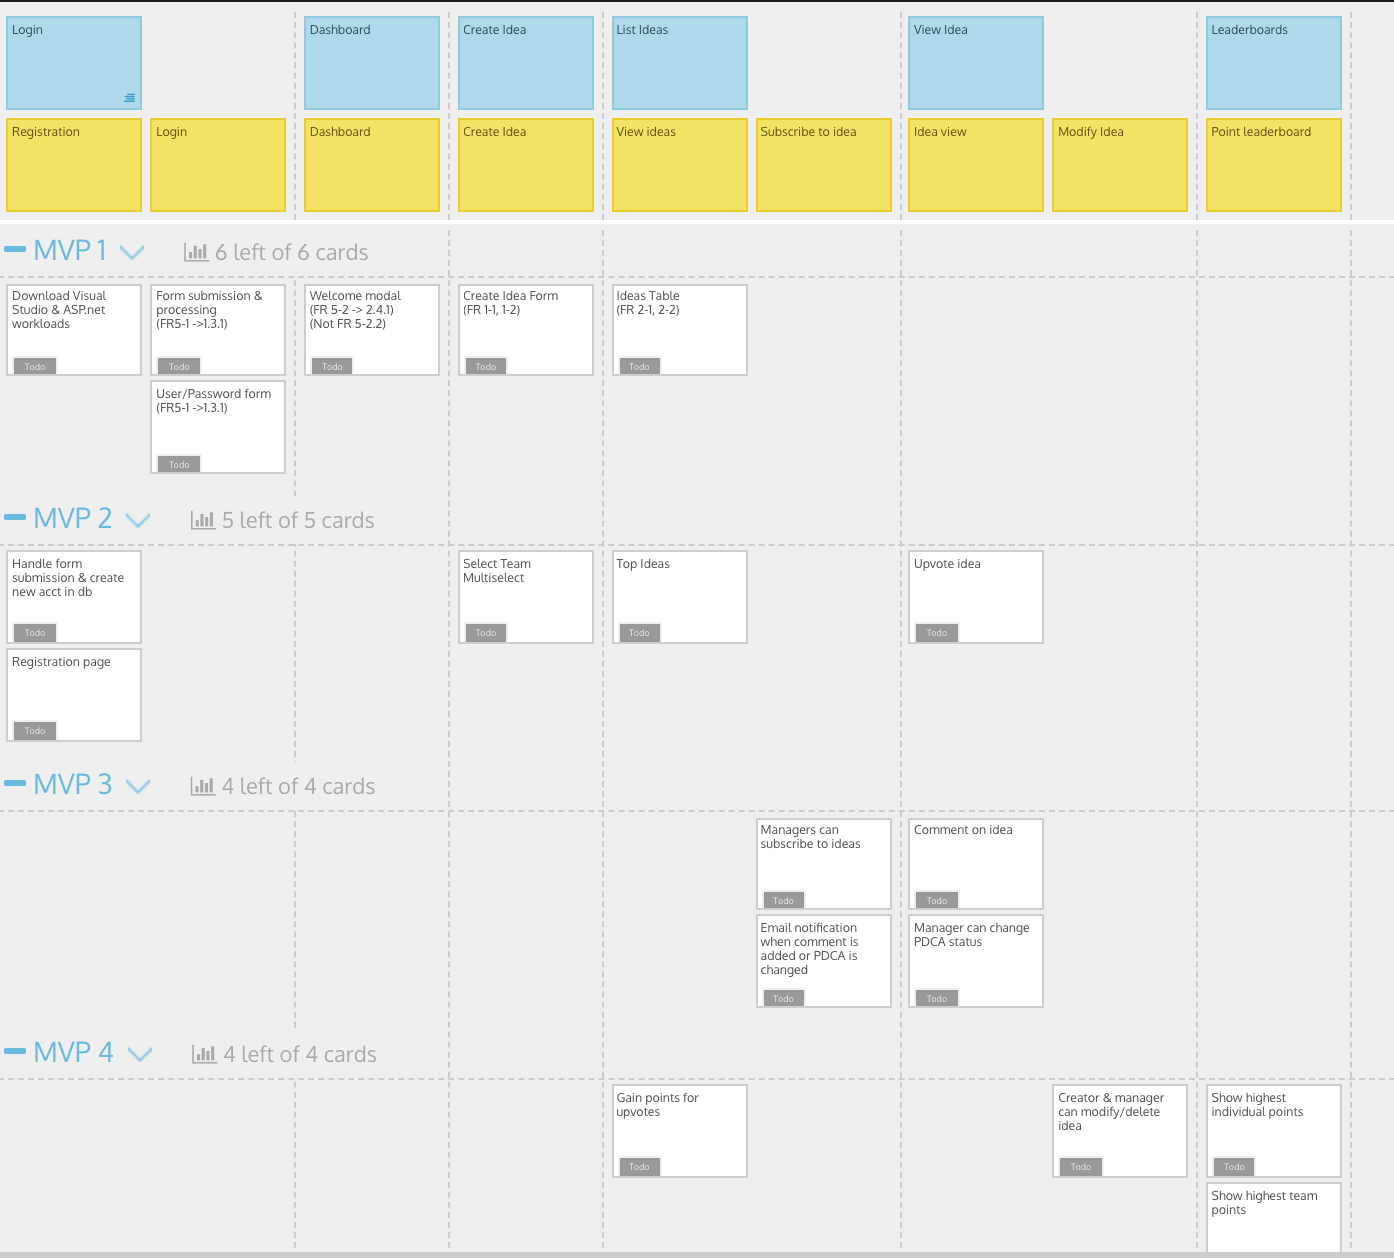 Login
Dashboard
Create Idea
List Ideas
View Idea
Leaderboards
Registration
Login
Dashboard
Create Idea
View ideas
Subscribe to idea
Idea view
Modify Idea
Point leaderboard
MVP 1
6 left of 6 cards
Download Visual
Studio & ASP.net
workloads
Todo
Form submission &
processing
(FR5-1 ->1.3.1)
Todo
Welcome modal
(FR 5-2 -> 2.4.1)
(Not FR 5-2.2)
Todo
Create Idea Form
(FR 1-1, 1-2)
Todo
Ideas Table
(FR 2-1, 2-2)
Todo
User/Password form
(FR5-1 ->1.3.1)
Todo
MVP 2
5 left of 5 cards
Handle form
submission & create
new acct in db
Todo
Select Team
Multiselect
Todo
Top Ideas
Todo
Upvote idea
Todo
Registration page
Todo
MVP 3
4 left of 4 cards
Managers can
subscribe to ideas
Todo
Comment on idea
Todo
Email notification
when comment is
added or PDCA is
changed
Todo
Manager can change
PDCA status
Todo
MVP 4
4 left of 4 cards
Gain points for
upvotes
Todo
Creator & manager
can modify/delete
idea
Todo
Show highest
individual points
Todo
Show highest team
points